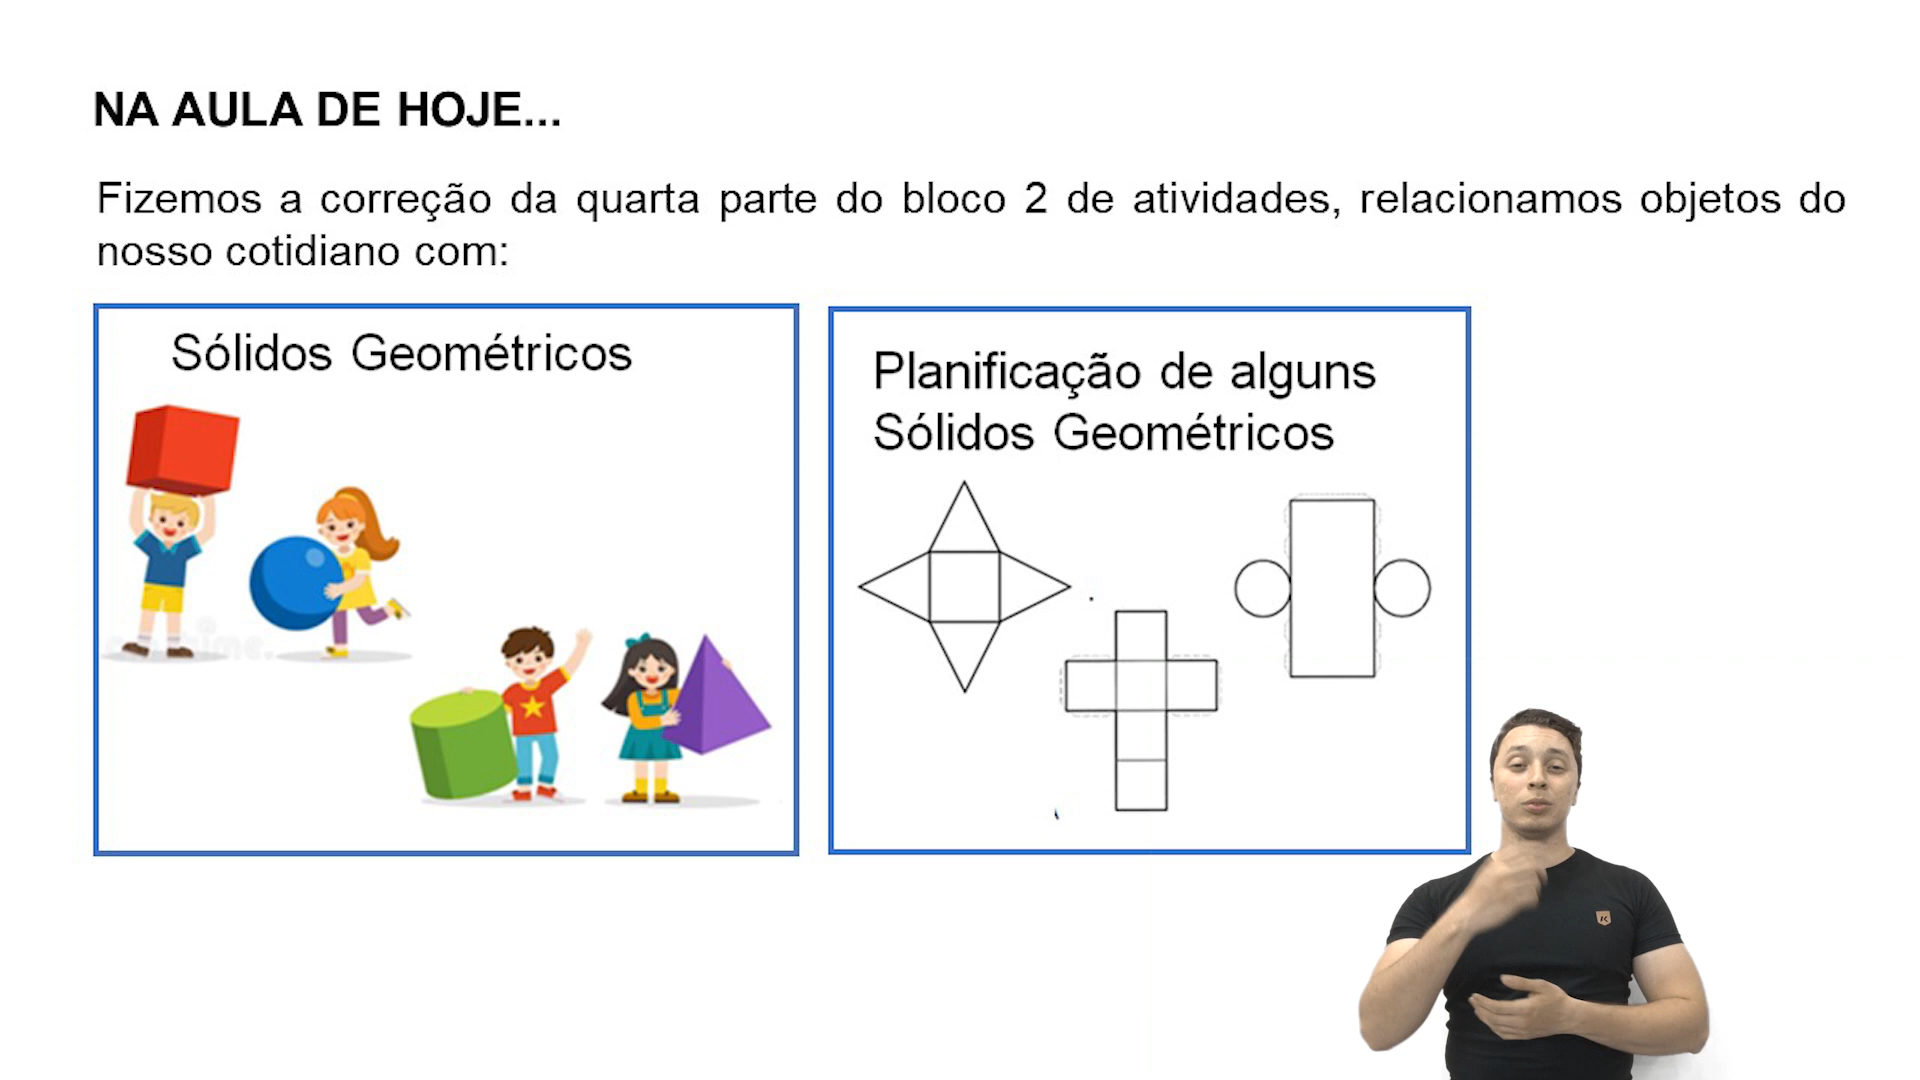 NA AULA DE HOJE...
Fizemos a correção da quarta parte do bloco 2 de atividades, relacionamos objetos do
nosso cotidiano com:
Sólidos Geométricos
Planificação de alguns
Sólidos Geométricos
K